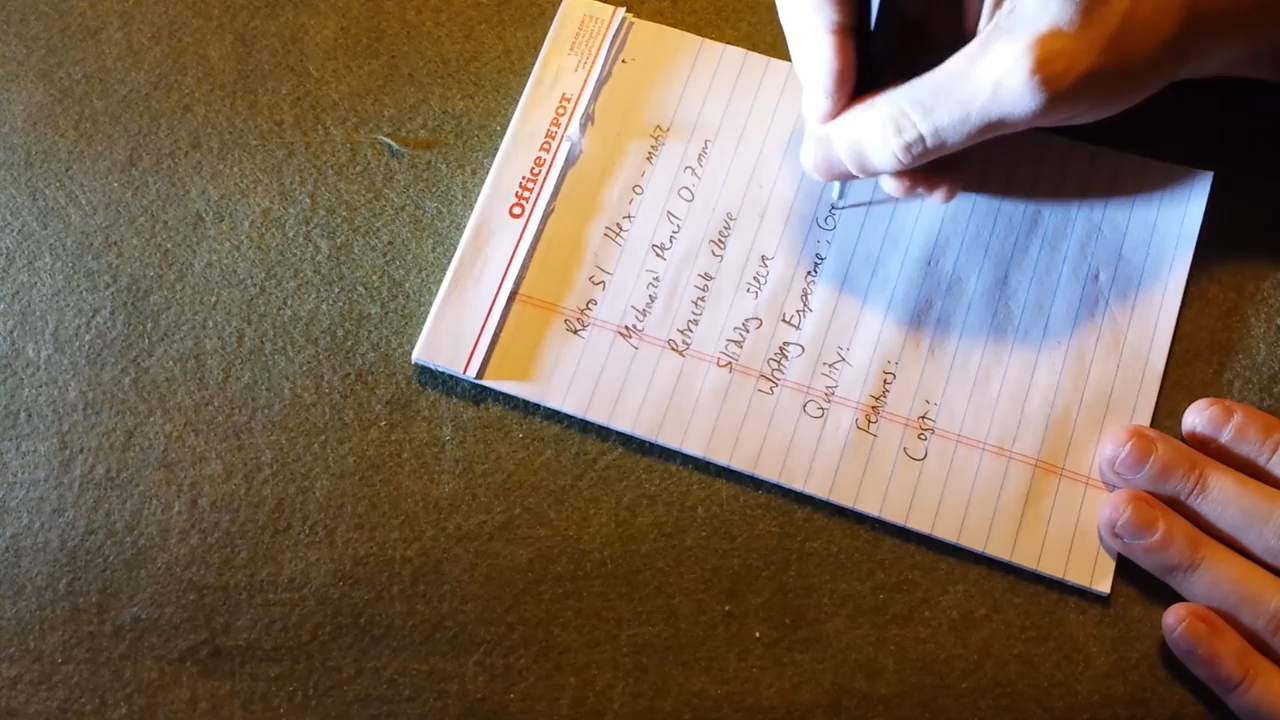 Office DEPOT.
Retro 51 Hex-O-matic
Mechanical Pencil 0.7mm
Retractable sleeve
Sliding sleeve
Writing Experience: Gre
Quality:
Features:
Cost: